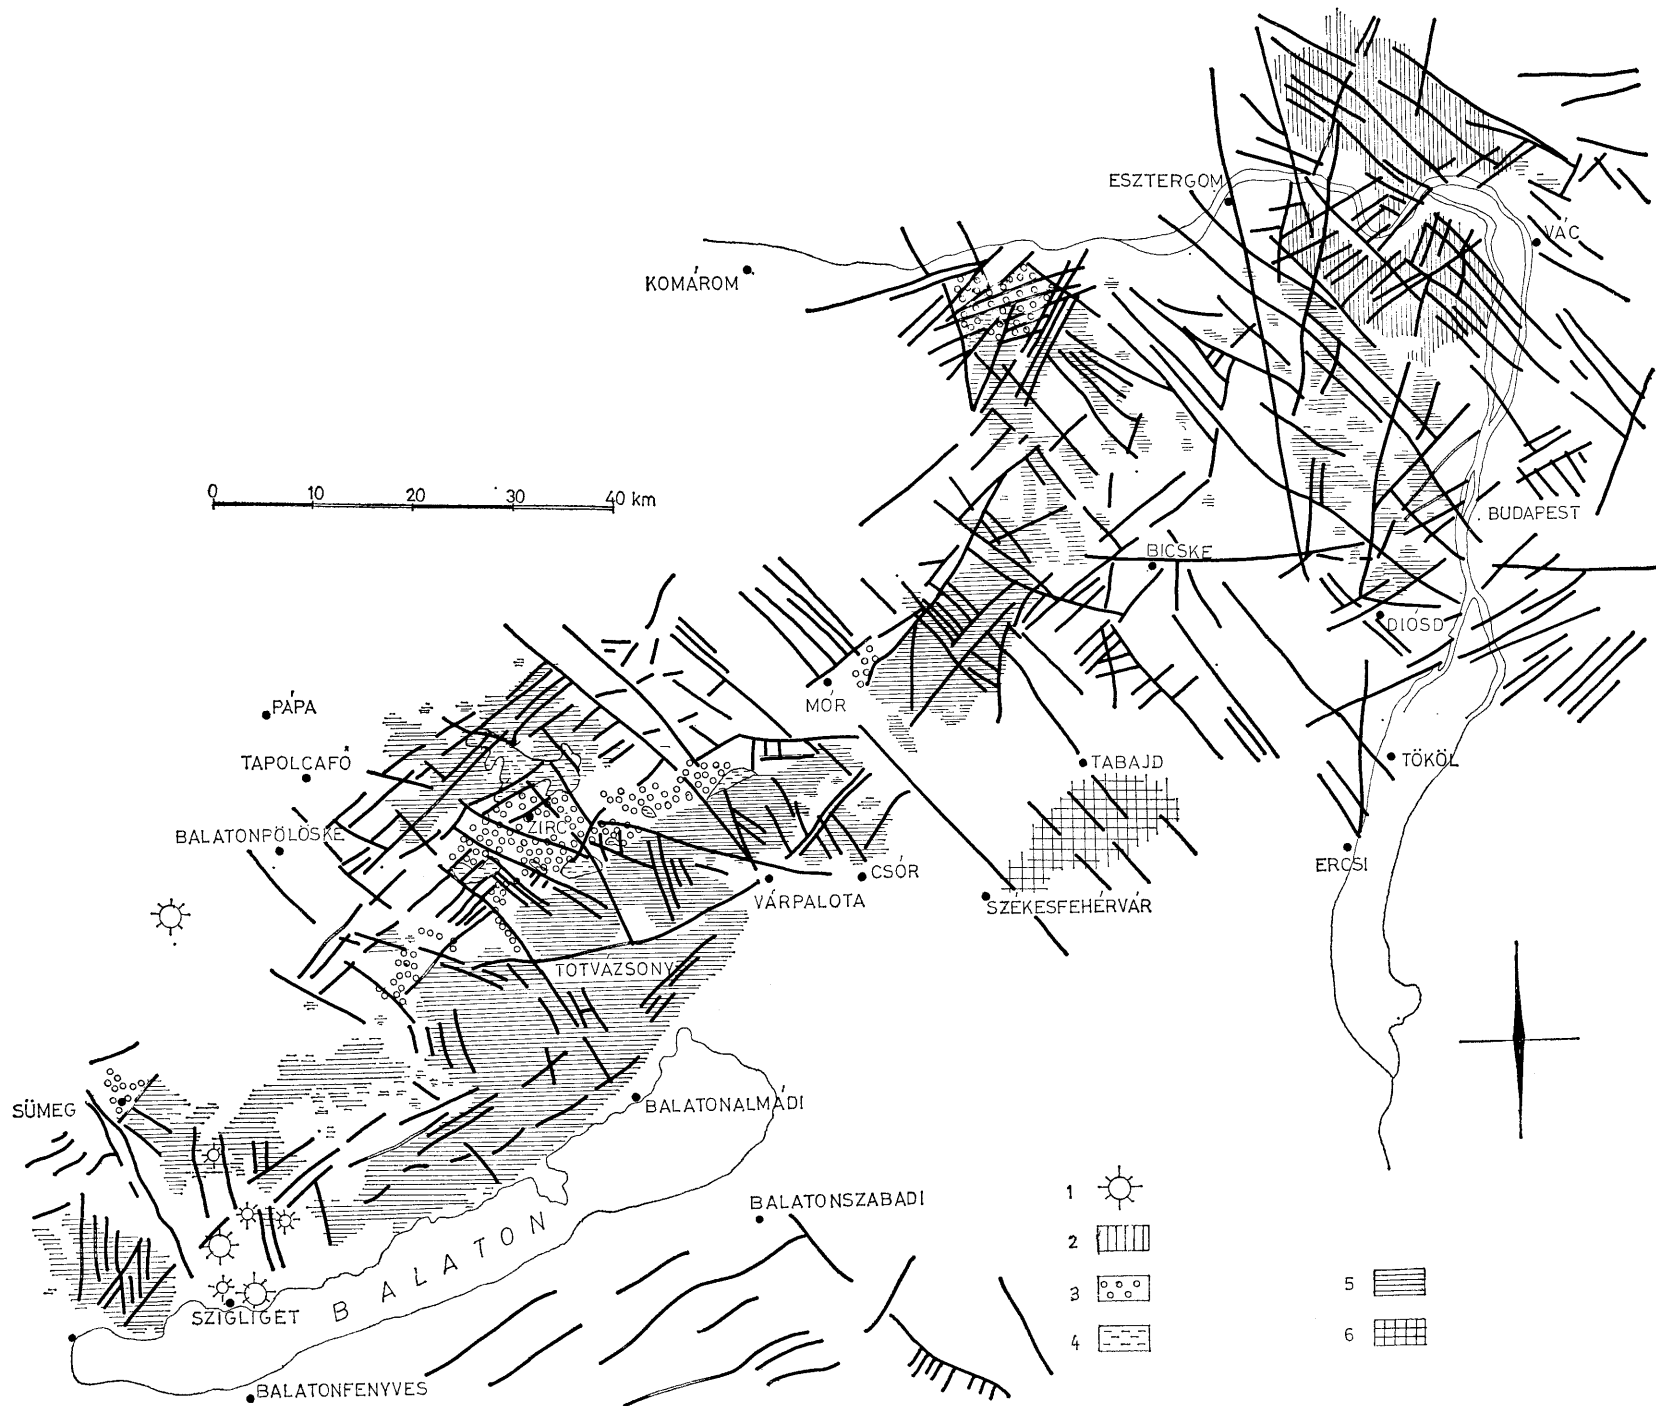 ESZTERGOM
VÁC
KOMÁROM
0 10 20 30 40 km
BUDAPEST
BICSKE
DIÓSD
MÓR
PÁPA
TAPOLCAFŐ
TABAJD
TÖKÖL
ZIRC
BALATONFÖLÖSKE
ERCSI
CSÓR
VÁRPALOTA
SZÉKESFEHÉRVÁR
TÓTVÁZSONY
SÜMEG
BALATONALMÁDI
BALATONSZABADI
BALATON
SZIGLIGET
BALATONFENYVES
1
2
3
4
5
6